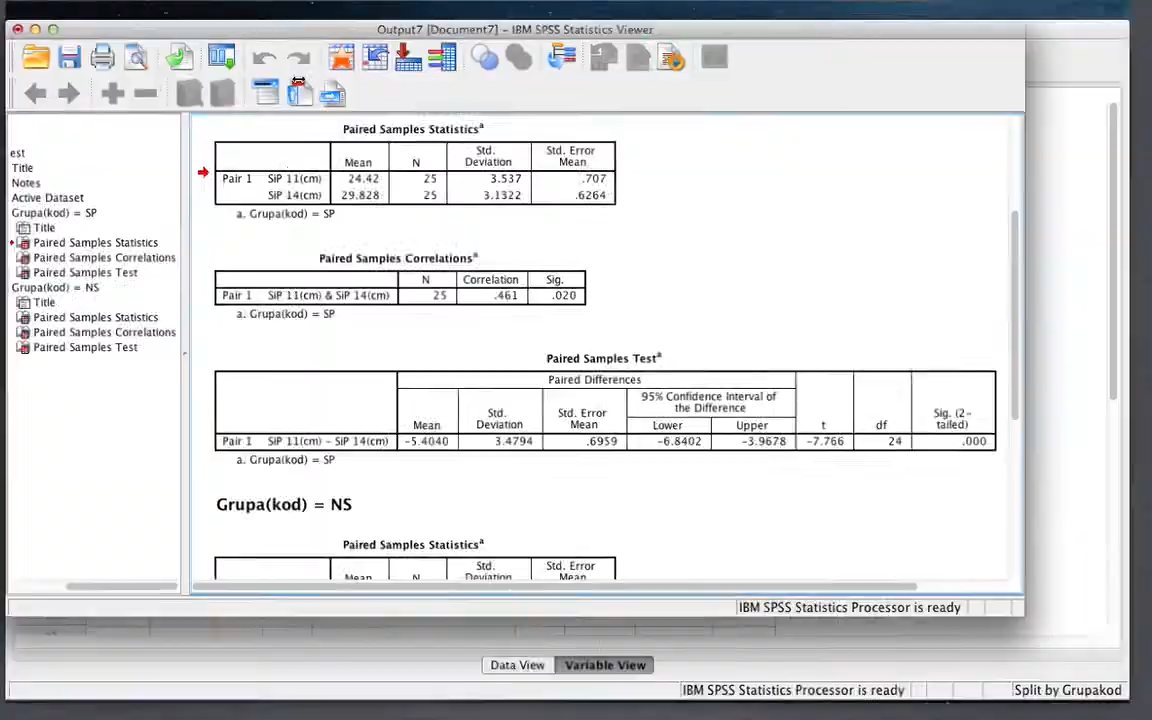 Output7 [Document7] – IBM SPSS Statistics Viewer
est
Title
Notes
Active Dataset
Grupa(kod) = SP
Title
Paired Samples Statistics
Paired Samples Correlations
Paired Samples Test
Grupa(kod) = NS
Title
Paired Samples Statistics
Paired Samples Correlations
Paired Samples Test
Paired Samples Statisticsᵃ
Mean N Std. Deviation Std. Error Mean
Pair 1 SiP 11(cm) 24.42 25 3.537 .707
SiP 14(cm) 29.828 25 3.1322 .6264
a. Grupa(kod) = SP
Paired Samples Correlationsᵃ
N Correlation Sig.
Pair 1 SiP 11(cm) & SiP 14(cm) 25 .461 .020
a. Grupa(kod) = SP
Paired Samples Testᵃ
Paired Differences
95% Confidence Interval of the Difference
Mean Std. Deviation Std. Error Mean Lower Upper t df Sig. (2-tailed)
Pair 1 SiP 11(cm) – SiP 14(cm) -5.4040 3.4794 .6959 -6.8402 -3.9678 -7.766 24 .000
a. Grupa(kod) = SP
Grupa(kod) = NS
Paired Samples Statisticsᵃ
Mean N Std. Deviation Std. Error Mean
IBM SPSS Statistics Processor is ready
Data View Variable View
IBM SPSS Statistics Processor is ready Split by Grupakod